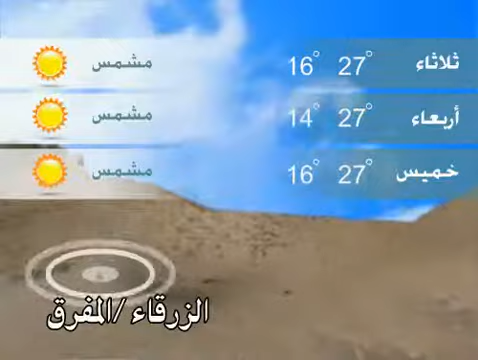 ثلاثاء 27° 16° مشمس
أربعاء 27° 14° مشمس
خميس 27° 16° مشمس
الزرقاء/المفرق